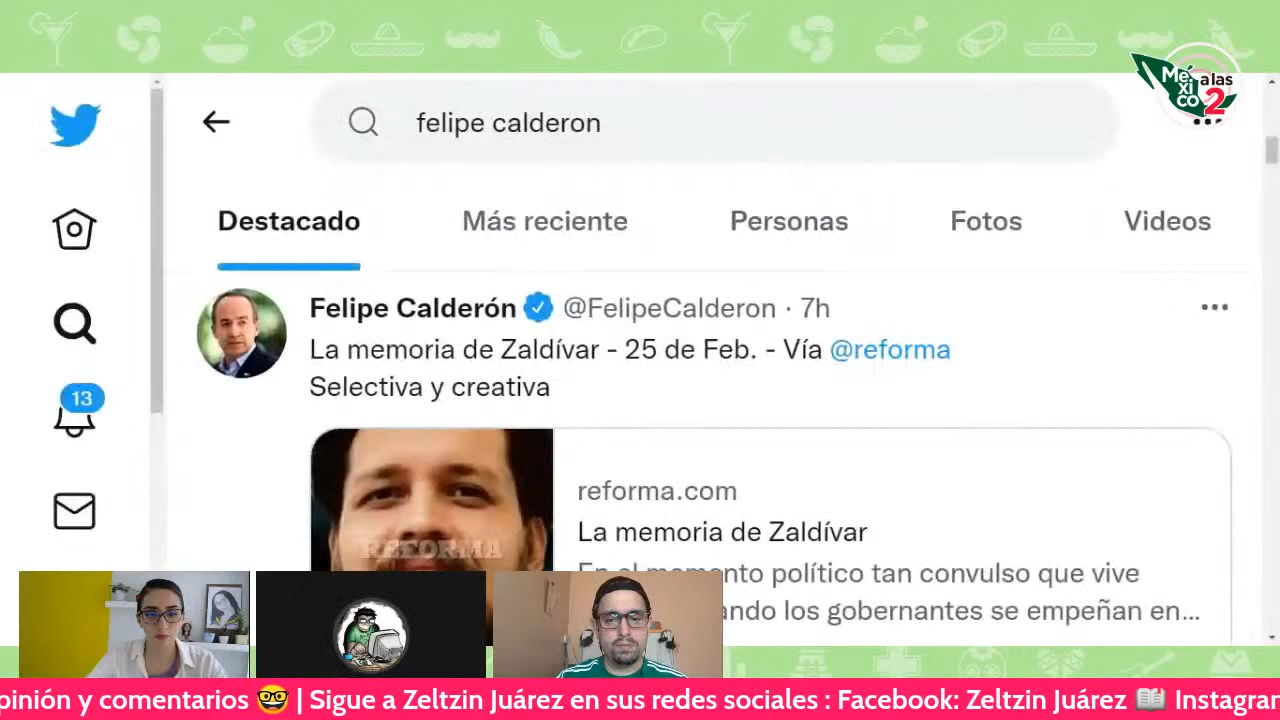 México a las 2
felipe calderon
Destacado Más reciente Personas Fotos Videos
Felipe Calderón @FelipeCalderon · 7h
La memoria de Zaldívar - 25 de Feb. - Vía @reforma
Selectiva y creativa
13
REFORMA
reforma.com
La memoria de Zaldívar
En el momento político tan convulso que vive
los gobernantes se empeñan en...
pinión y comentarios 🤓 | Sigue a Zeltzin Juárez en sus redes sociales : Facebook: Zeltzin Juárez 📖 Instagra